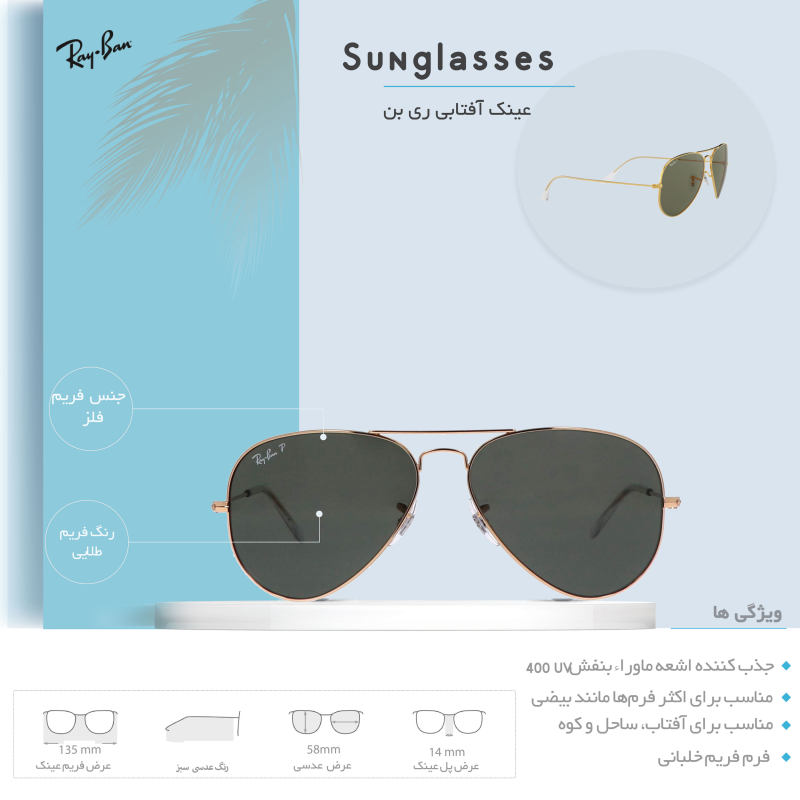 Ray-Ban
Sunglasses
عینک آفتابی ری بن
جنس فریم
فلز
Ray-Ban P
رنگ فریم
طلایی
ویژگی ها
جذب کننده اشعه ماوراء بنفش 400 UV
مناسب برای اکثر فرم‌ها مانند بیضی
مناسب برای آفتاب، ساحل و کوه
فرم فریم خلبانی
135 mm
عرض فریم عینک
رنگ عدسی سبز
58mm
عرض عدسی
14 mm
عرض پل عینک